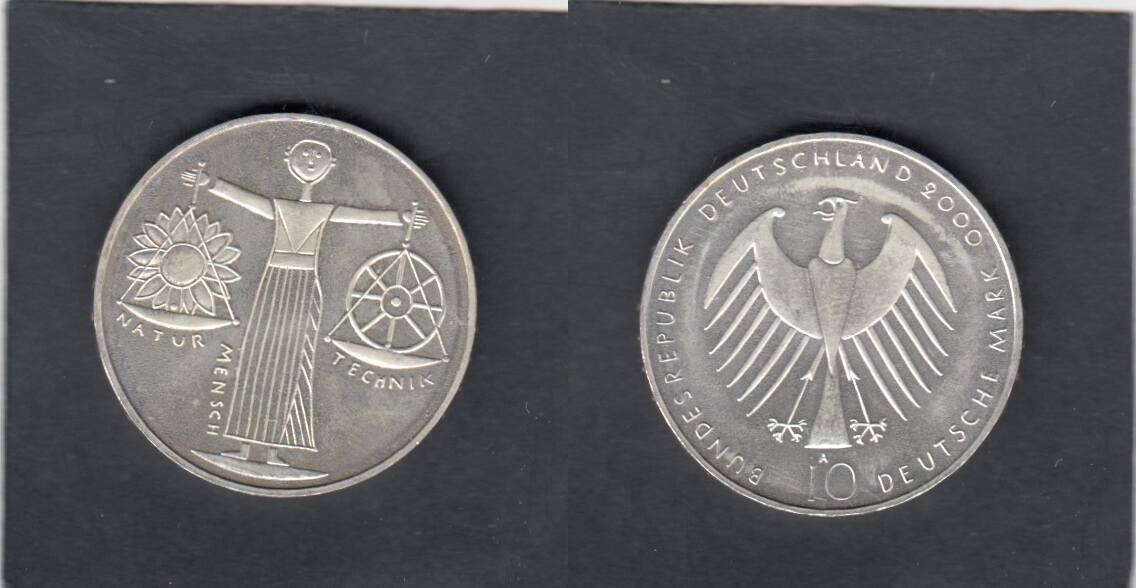 NATUR
MENSCH
TECHNIK
BUNDESREPUBLIK DEUTSCHLAND 2000
A
10
DEUTSCHE MARK